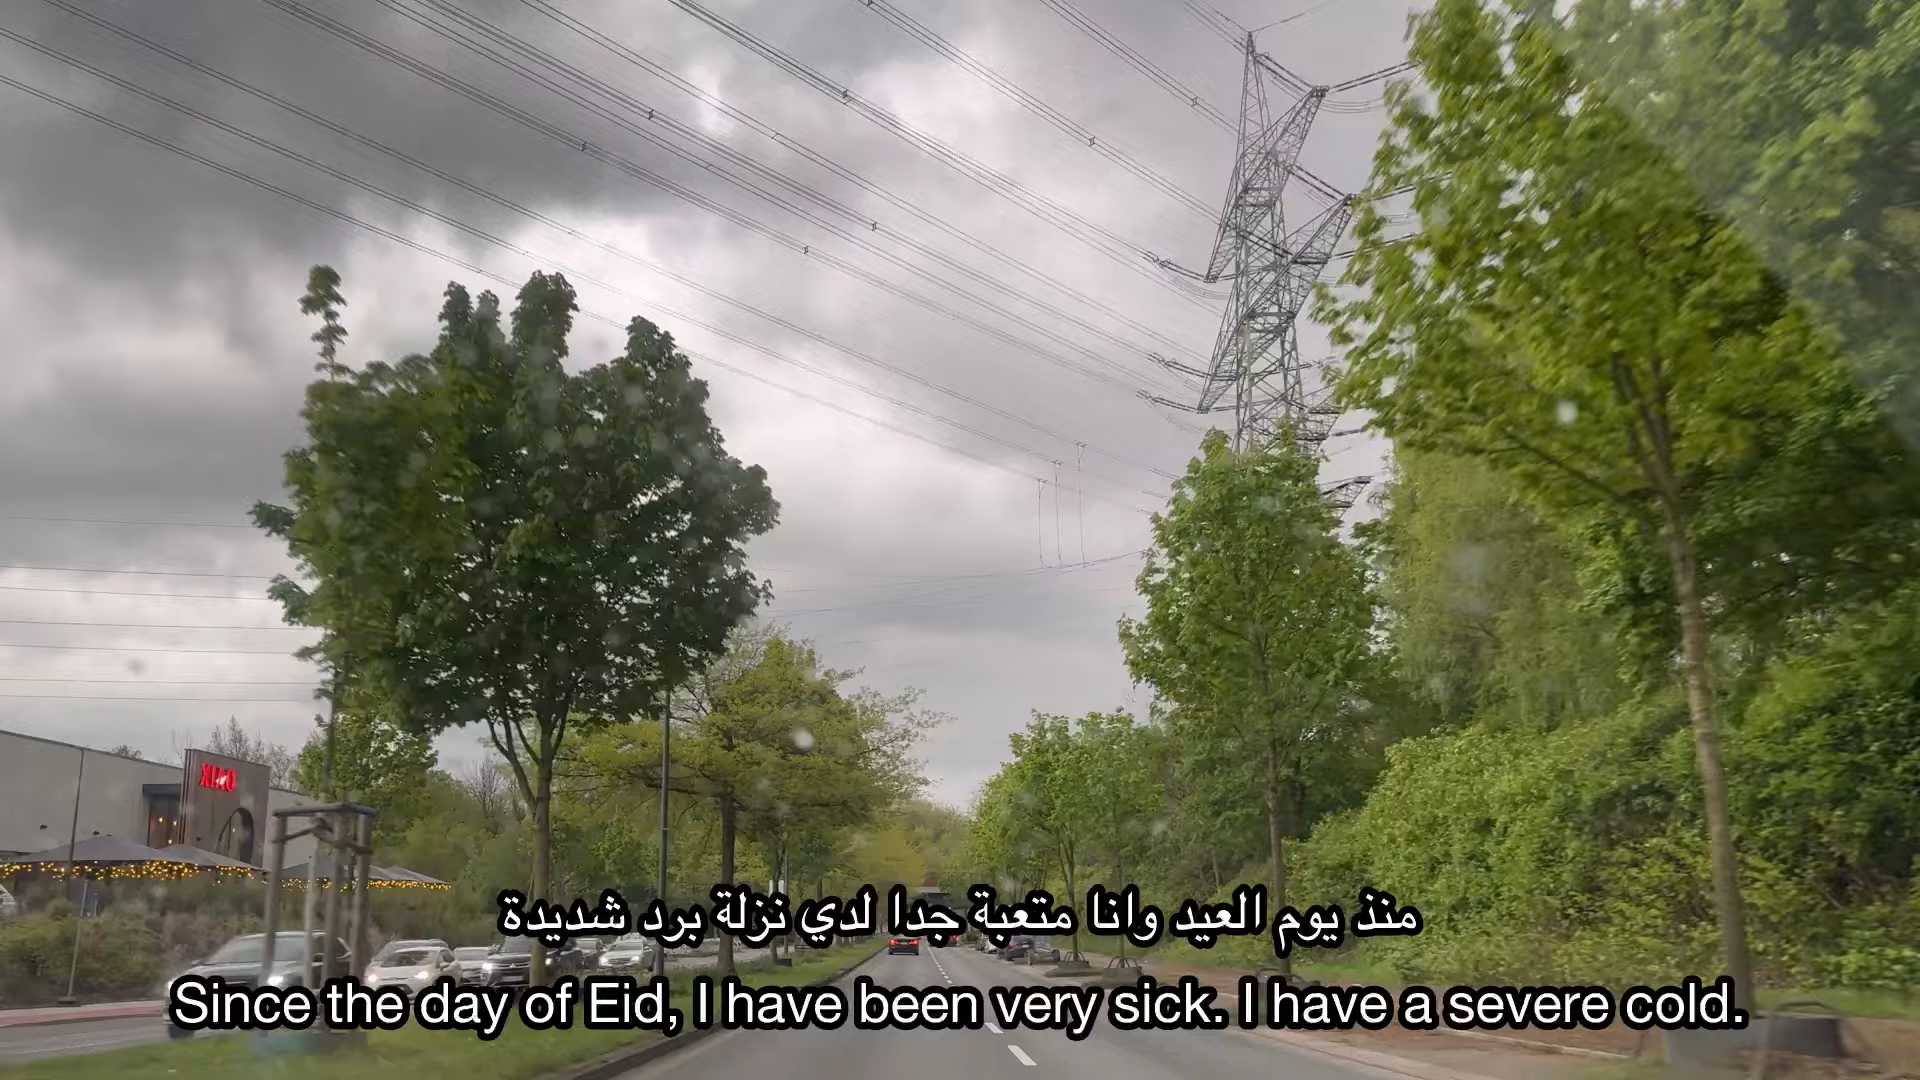 منذ يوم العيد وانا متعبة جدا لدي نزلة برد شديدة
Since the day of Eid, I have been very sick. I have a severe cold.